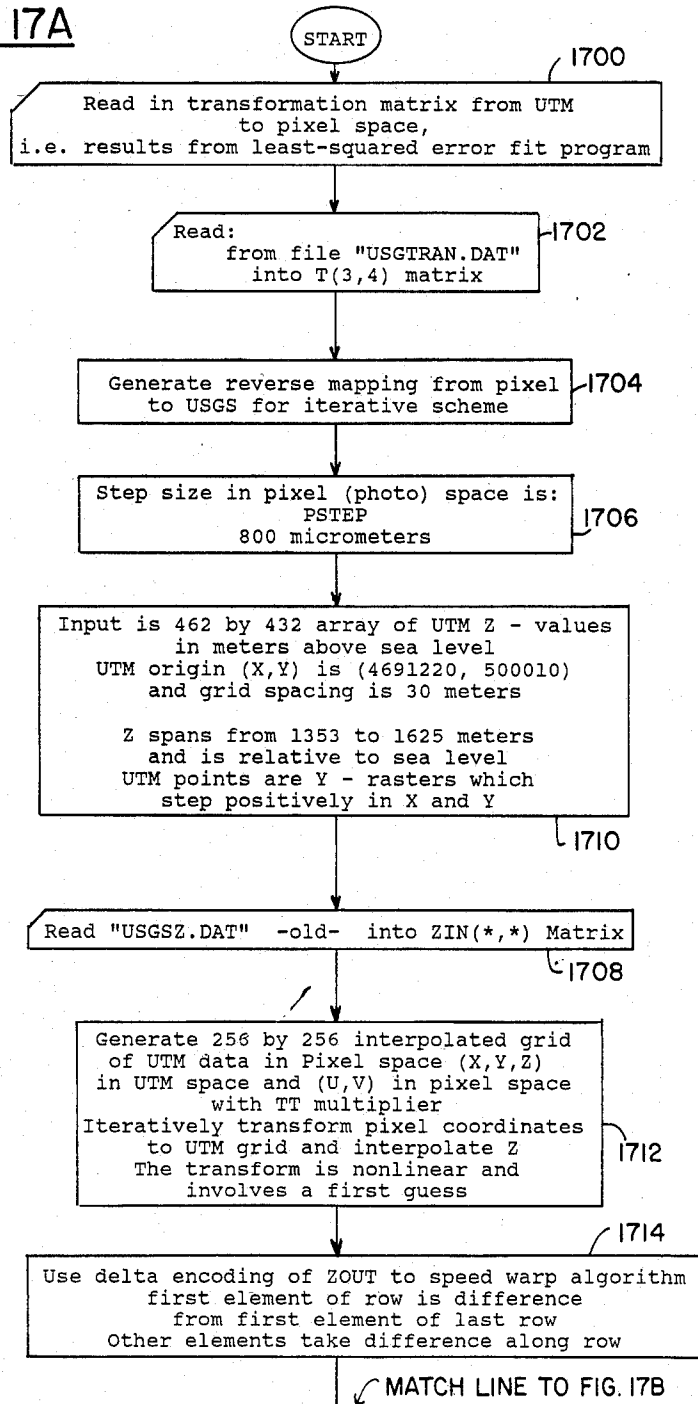 17A
START
1700
Read in transformation matrix from UTM
to pixel space,
i.e. results from least-squared error fit program
1702
Read:
from file "USGTRAN.DAT"
into T(3,4) matrix
Generate reverse mapping from pixel
to USGS for iterative scheme
1704
Step size in pixel (photo) space is:
PSTEP
800 micrometers
1706
Input is 462 by 432 array of UTM Z - values
in meters above sea level
UTM origin (X,Y) is (4691220, 500010)
and grid spacing is 30 meters
Z spans from 1353 to 1625 meters
and is relative to sea level
UTM points are Y - rasters which
step positively in X and Y
1710
Read "USGSZ.DAT" -old- into ZIN(*,*) Matrix
1708
Generate 256 by 256 interpolated grid
of UTM data in Pixel space (X,Y,Z)
in UTM space and (U,V) in pixel space
with TT multiplier
Iteratively transform pixel coordinates
to UTM grid and interpolate Z
The transform is nonlinear and
involves a first guess
1712
1714
Use delta encoding of ZOUT to speed warp algorithm
first element of row is difference
from first element of last row
Other elements take difference along row
MATCH LINE TO FIG. 17B